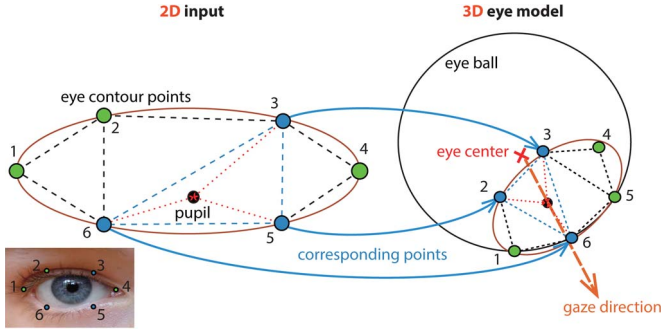 2D input
3D eye model
eye contour points
eye ball
1
2
3
4
5
6
pupil
eye center
1
2
3
4
5
6
corresponding points
gaze direction
1
2
3
4
5
6